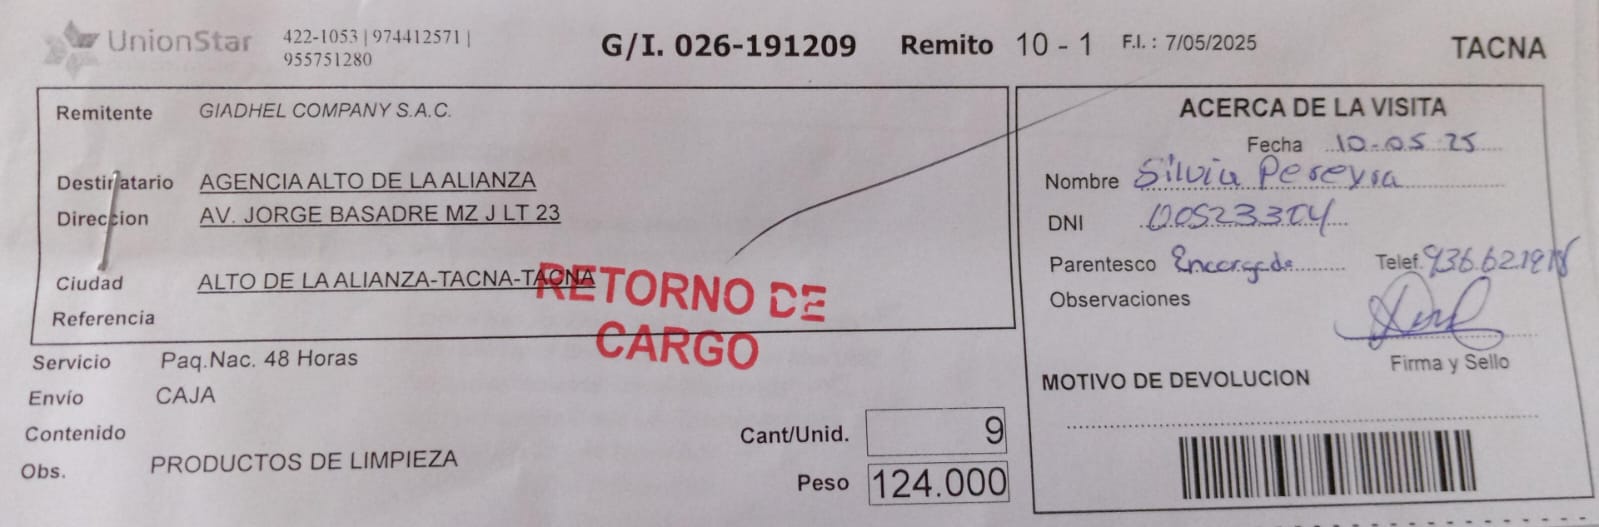 UnionStar 422-1053 | 974412571 |
955751280
G/I. 026-191209 Remito 10 - 1 F.I. : 7/05/2025 TACNA
Remitente GIADHEL COMPANY S.A.C.
Destinatario AGENCIA ALTO DE LA ALIANZA
Direccion AV. JORGE BASADRE MZ J LT 23
Ciudad ALTO DE LA ALIANZA-TACNA-TACNA
Referencia
RETORNO DE
CARGO
Servicio Paq.Nac. 48 Horas
Envío CAJA
Contenido
Obs. PRODUCTOS DE LIMPIEZA
Cant/Unid. 9
Peso 124.000
ACERCA DE LA VISITA
Fecha 10-05-25
Nombre Silvia Pereyra
DNI
Parentesco Encargada Telef.
Observaciones
Firma y Sello
MOTIVO DE DEVOLUCION